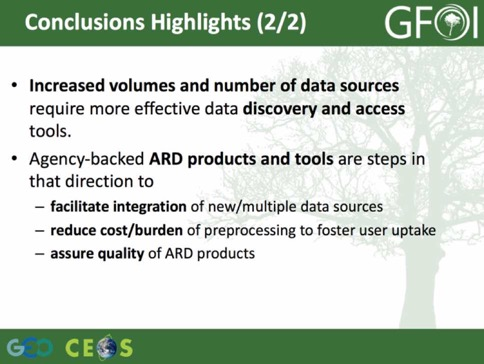 Conclusions Highlights (2/2)
GFOI
• Increased volumes and number of data sources
require more effective data discovery and access
tools.
• Agency-backed ARD products and tools are steps in
that direction to
– facilitate integration of new/multiple data sources
– reduce cost/burden of preprocessing to foster user uptake
– assure quality of ARD products
GEO CEOS